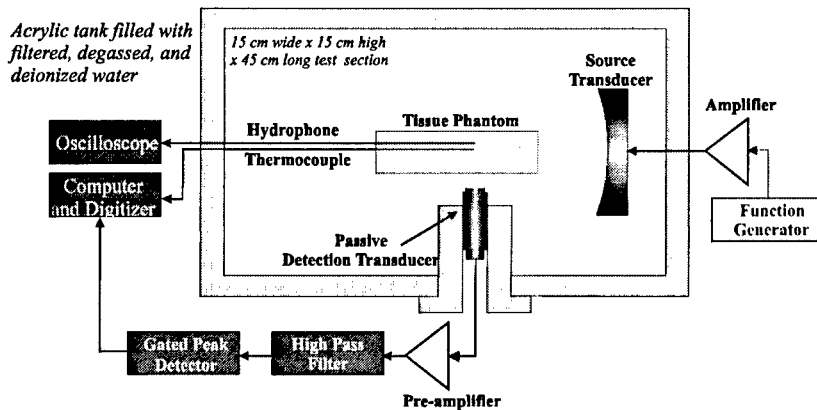 Acrylic tank filled with
filtered, degassed, and
deionized water
15 cm wide x 15 cm high
x 45 cm long test section
Source
Transducer
Amplifier
Tissue Phantom
Hydrophone
Thermocouple
Oscilloscope
Computer
and Digitizer
Function
Generator
Passive
Detection Transducer
Gated Peak
Detector
High Pass
Filter
Pre-amplifier